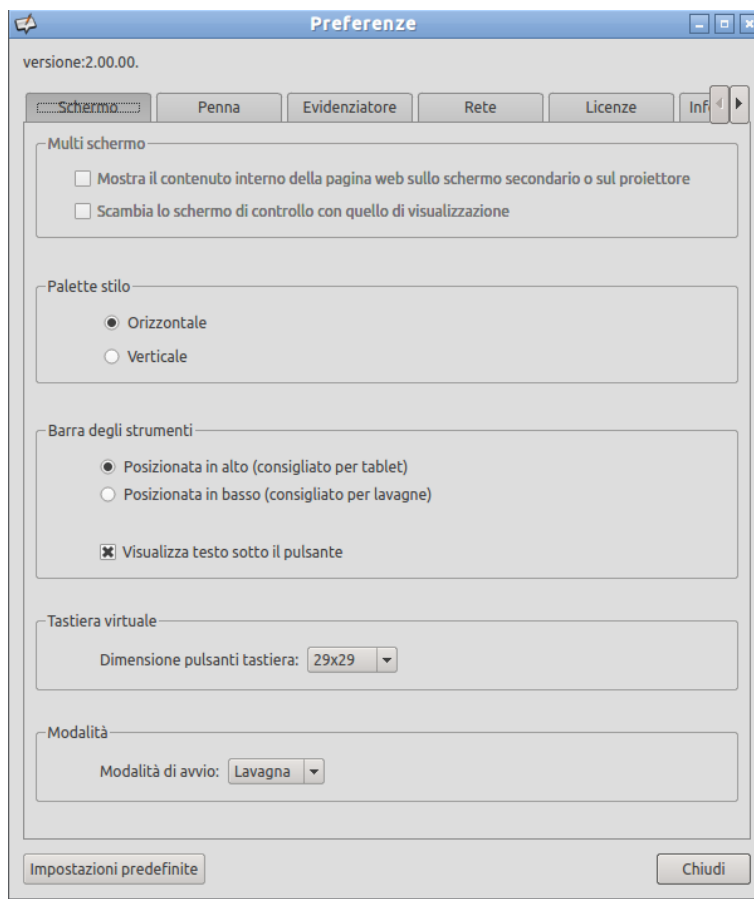 Preferenze
versione:2.00.00.
Schermo Penna Evidenziatore Rete Licenze
Multi schermo
Mostra il contenuto interno della pagina web sullo schermo secondario o sul proiettore
Scambia lo schermo di controllo con quello di visualizzazione
Palette stilo
Orizzontale
Verticale
Barra degli strumenti
Posizionata in alto (consigliato per tablet)
Posizionata in basso (consigliato per lavagne)
Visualizza testo sotto il pulsante
Tastiera virtuale
Dimensione pulsanti tastiera: 29x29
Modalità
Modalità di avvio: Lavagna
Impostazioni predefinite Chiudi